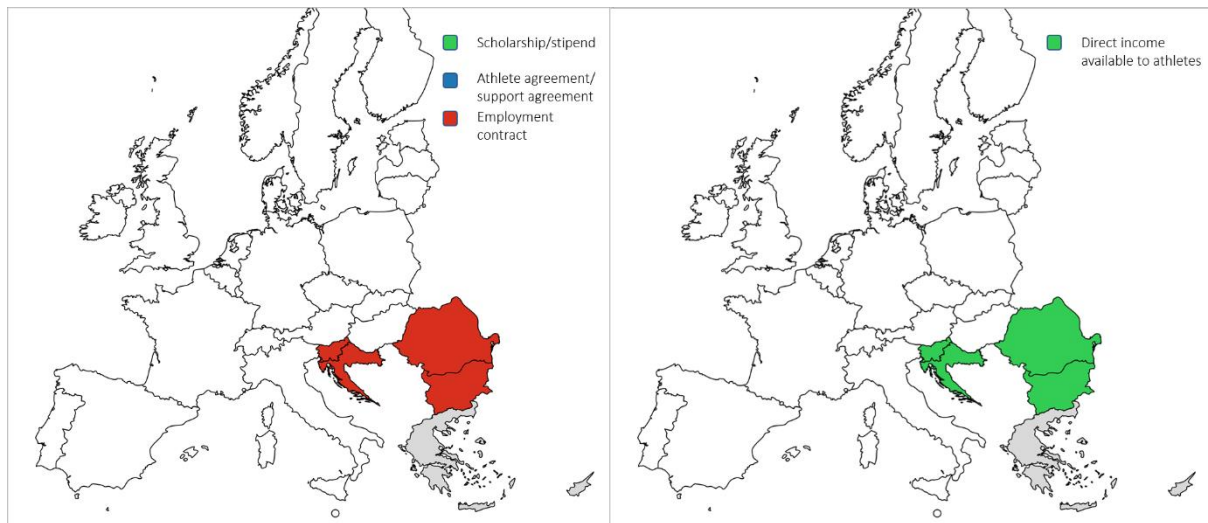 Scholarship/stipend
Athlete agreement/
support agreement
Employment
contract
Direct income
available to athletes